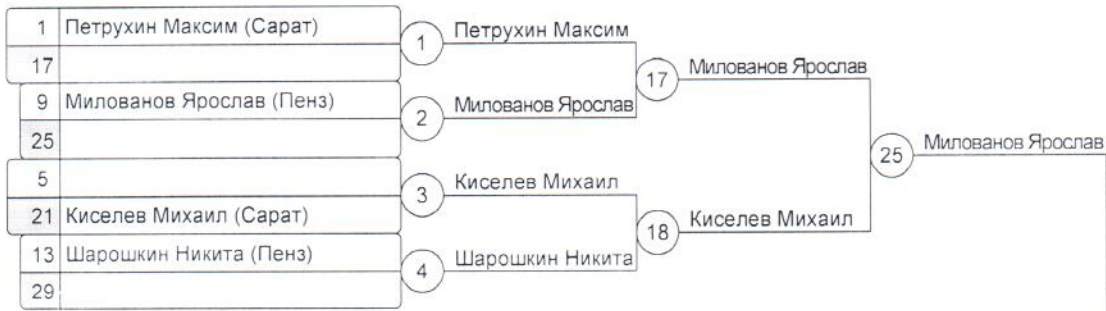 1 Петрухин Максим (Сарат)
17
9 Милованов Ярослав (Пенз)
25
5
21 Киселев Михаил (Сарат)
13 Шарошкин Никита (Пенз)
29
1 Петрухин Максим
2 Милованов Ярослав
3 Киселев Михаил
4 Шарошкин Никита
17 Милованов Ярослав
18 Киселев Михаил
25 Милованов Ярослав